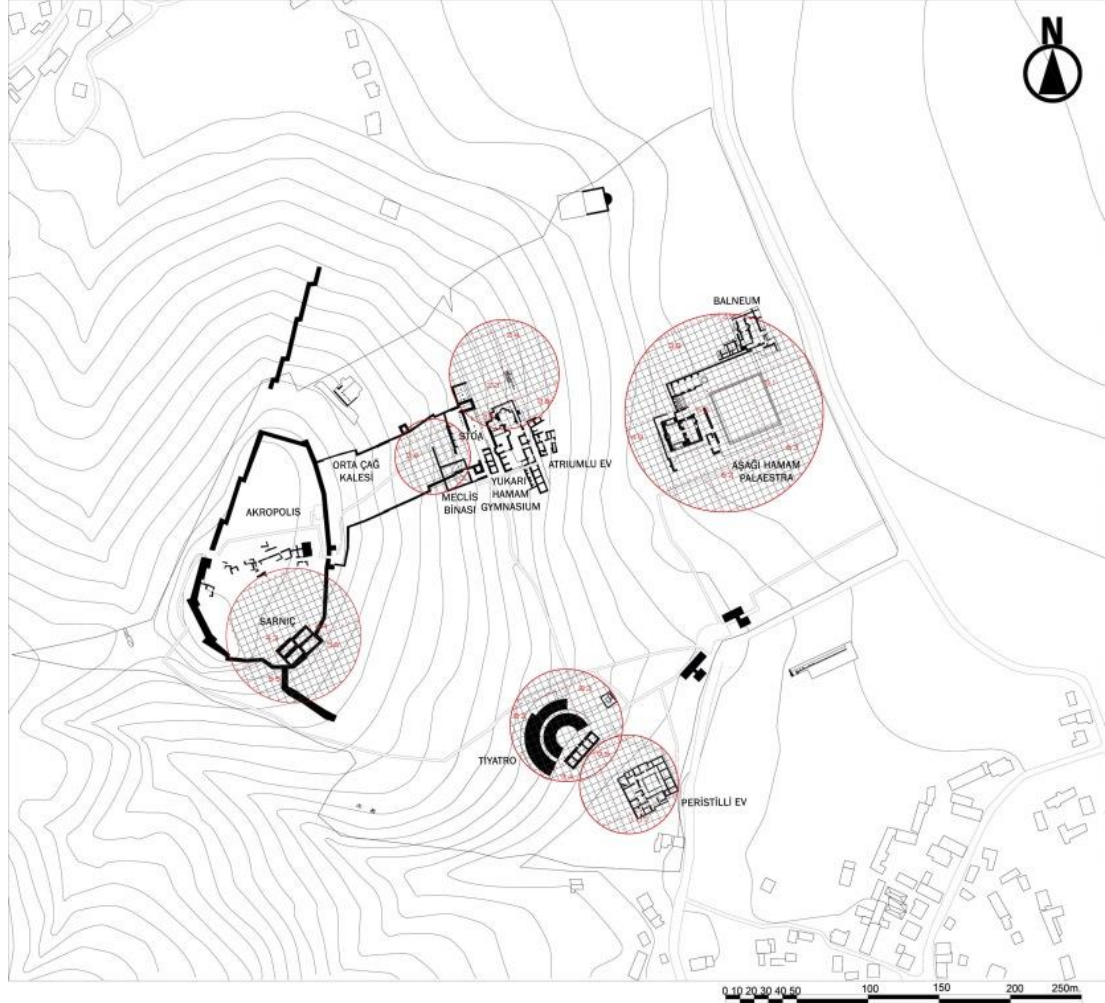 N
BALNEUM
STOA
ATRIUMLU EV
ORTA ÇAĞ
KALESİ
YUKARI
HAMAM
GYMNASIUM
MECLİS
BİNASI
AŞAĞI HAMAM
PALAESTRA
AKROPOLIS
SARNIÇ
TİYATRO
PERİSTİLLİ EV
0 10 20 30 40 50 100 150 200 250m.